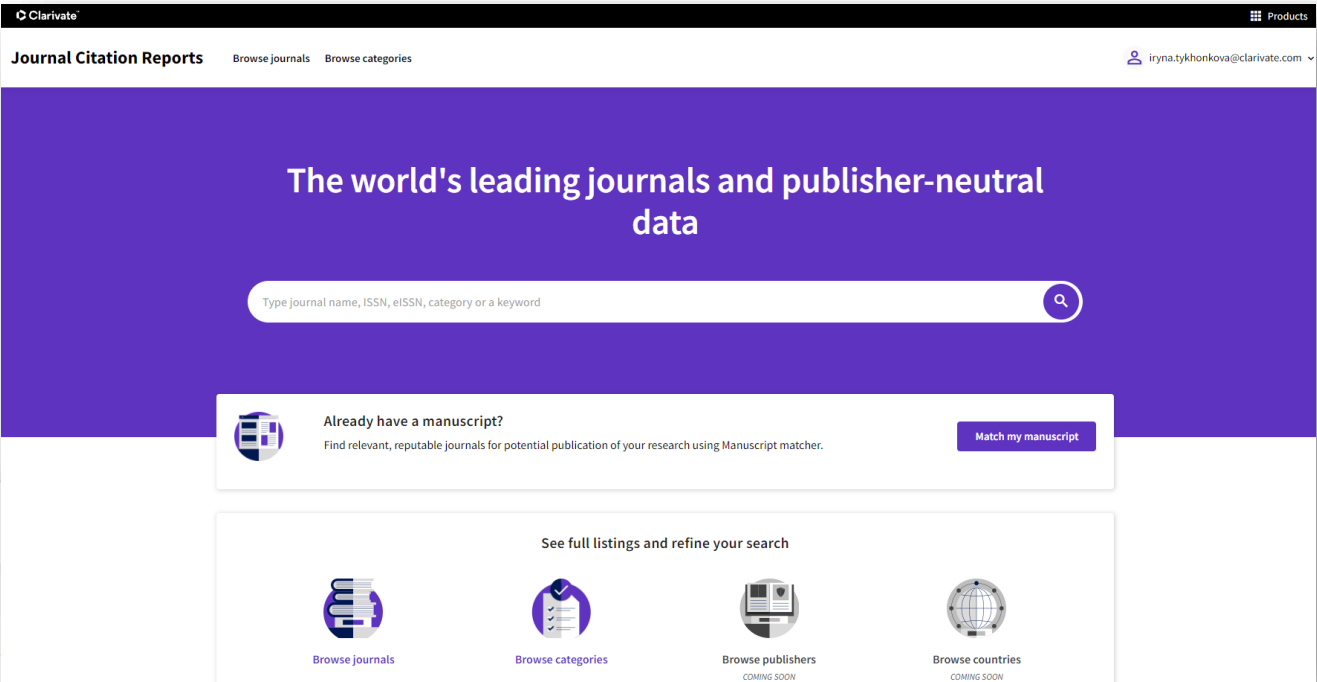 Clarivate™
Products
Journal Citation Reports
Browse journals
Browse categories
iryna.tykhonkova@clarivate.com
The world's leading journals and publisher-neutral
data
Type journal name, ISSN, eISSN, category or a keyword
Already have a manuscript?
Find relevant, reputable journals for potential publication of your research using Manuscript matcher.
Match my manuscript
See full listings and refine your search
Browse journals
Browse categories
Browse publishers
COMING SOON
Browse countries
COMING SOON